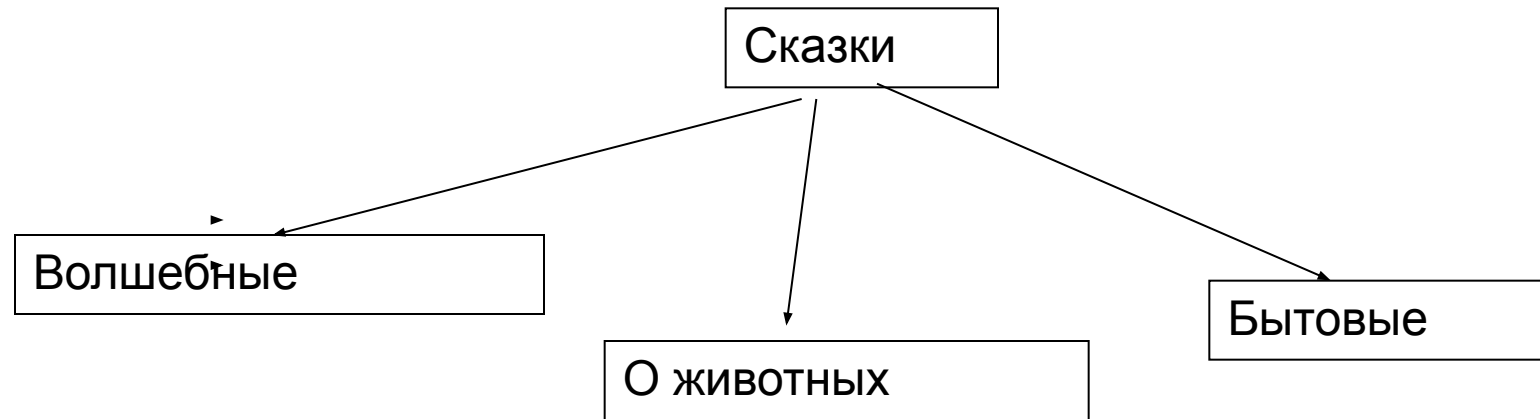 Сказки
Волшебные
О животных
Бытовые